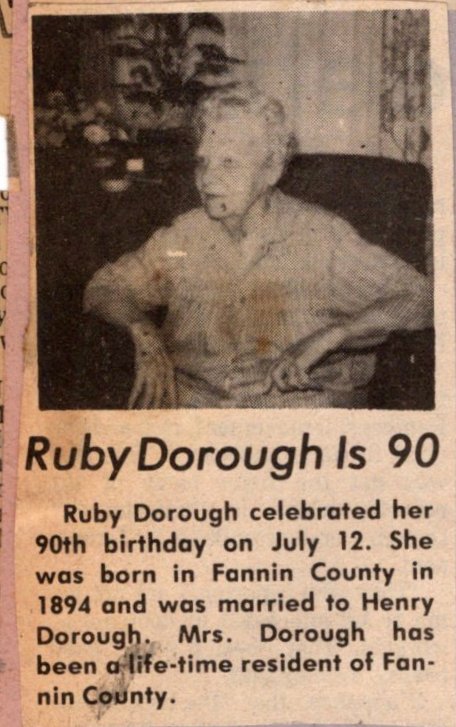 Ruby Dorough Is 90
Ruby Dorough celebrated her
90th birthday on July 12. She
was born in Fannin County in
1894 and was married to Henry
Dorough. Mrs. Dorough has
been a life-time resident of Fan-
nin County.